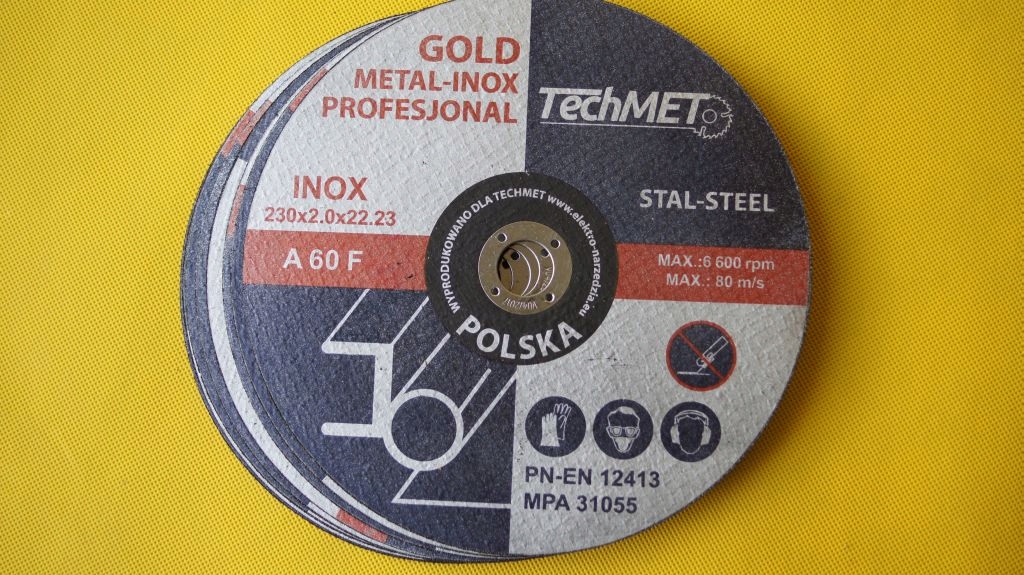 GOLD
METAL-INOX
PROFESJONAL
TechMET
INOX
230x2.0x22.23
STAL-STEEL
A 60 F
MAX.:6 600 rpm
MAX.: 80 m/s
WYPRODUKOWANO DLA TECHMET www.elektro-narzedzia.eu
POLSKA
PN-EN 12413
MPA 31055